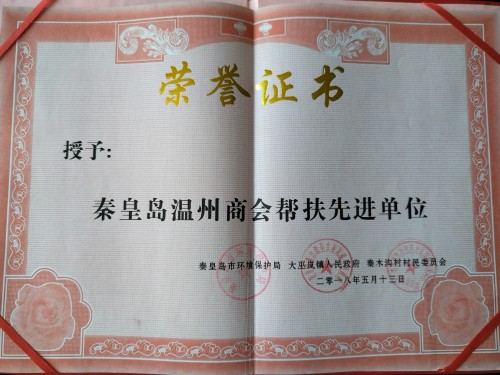 荣誉证书
授予:
秦皇岛温州商会帮扶先进单位
秦皇岛市环境保护局 大巫岚镇人民政府 秦木沟村村民委员会
二零一八年五月十三日